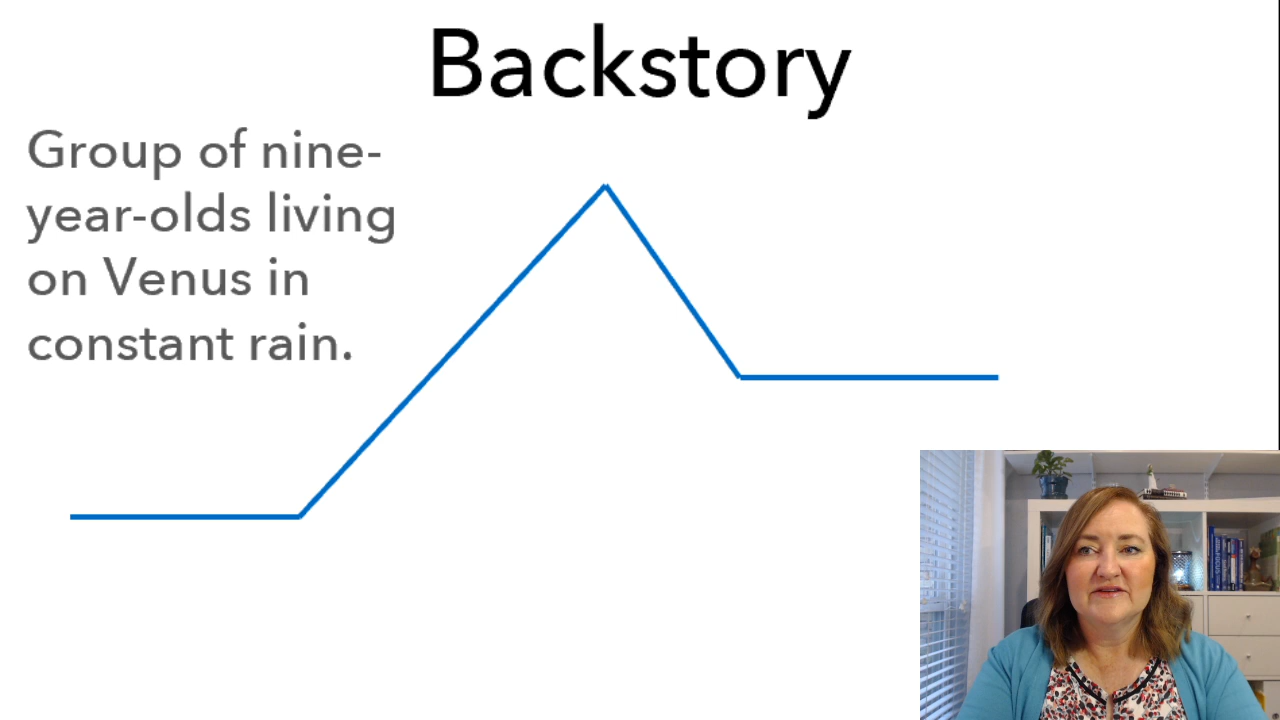 Backstory
Group of nine-
year-olds living
on Venus in
constant rain.